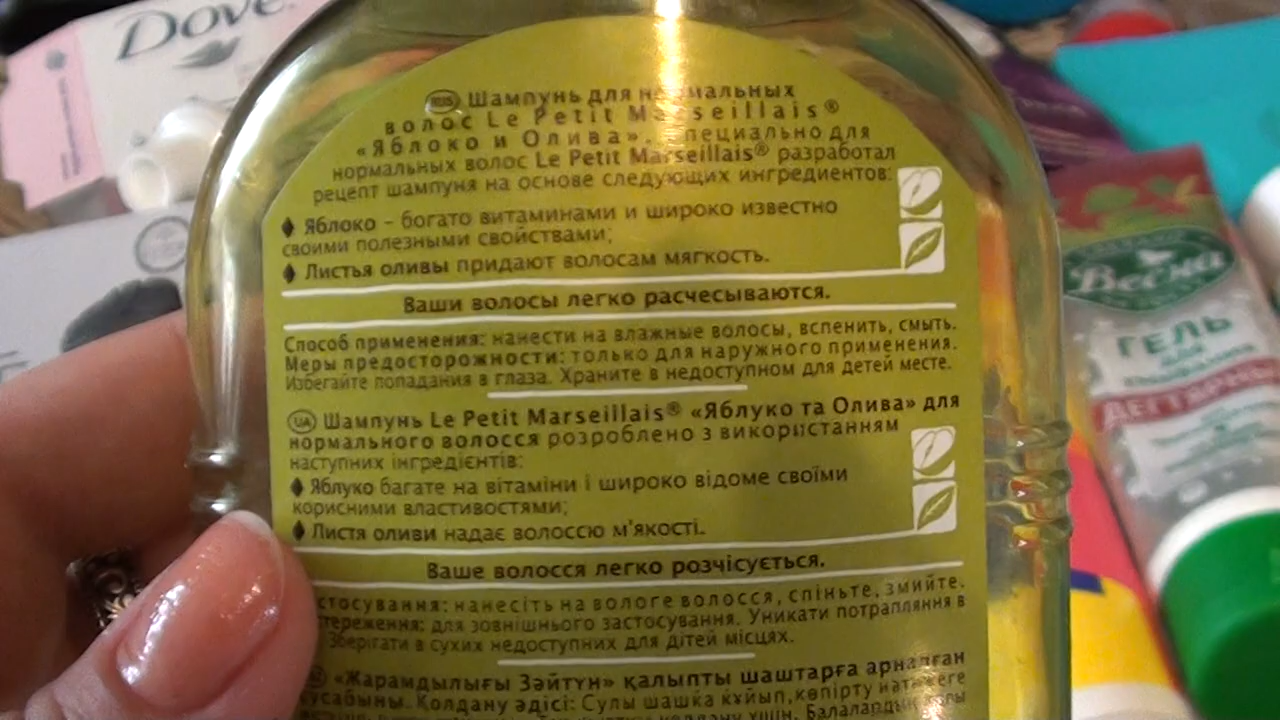 Dove
RUS Шампунь для нормальных
волос Le Petit Marseillais®
«Яблоко и Олива». Специально для
нормальных волос Le Petit Marseillais® разработал
рецепт шампуня на основе следующих ингредиентов:
♦ Яблоко – богато витаминами и широко известно
своими полезными свойствами;
♦ Листья оливы придают волосам мягкость.
Ваши волосы легко расчесываются.
Способ применения: нанести на влажные волосы, вспенить, смыть.
Меры предосторожности: только для наружного применения.
Избегайте попадания в глаза. Храните в недоступном для детей месте.
UA Шампунь Le Petit Marseillais® «Яблуко та Олива» для
нормального волосся розроблено з використанням
наступних інгредієнтів:
♦ Яблуко багате на вітаміни і широко відоме своїми
корисними властивостями;
♦ Листя оливи надає волоссю м'якості.
Ваше волосся легко розчісується.
стосування: нанесіть на вологе волосся, спіньте, змийте.
тереження: для зовнішнього застосування. Уникати потрапляння в
Зберігати в сухих недоступних для дітей місцях.
«Жарамдылығы Зәйтүн» қалыпты шаштарға арналған
усабыны. Қолдану әдісі: Сулы шашқа құйып, көпірту
Весна
ГЕЛЬ
для
ДЕГТЯРНЫЙ